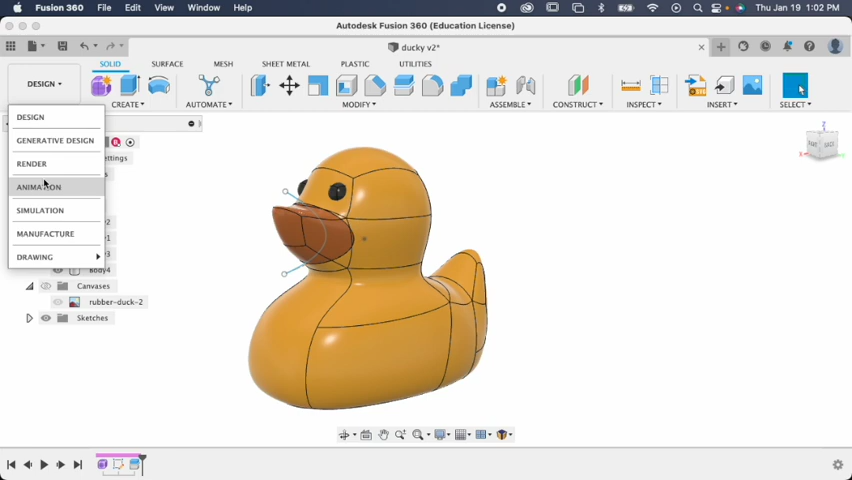 Fusion 360 File Edit View Window Help Thu Jan 19 1:02 PM
Autodesk Fusion 360 (Education License)
ducky v2*
SOLID SURFACE MESH SHEET METAL PLASTIC UTILITIES
DESIGN
CREATE AUTOMATE MODIFY ASSEMBLE CONSTRUCT INSPECT INSERT SELECT
DESIGN
GENERATIVE DESIGN
RENDER
ANIMATION
SIMULATION
MANUFACTURE
DRAWING
ettings
Body4
Canvases
rubber-duck-2
Sketches
Z
X
BACK